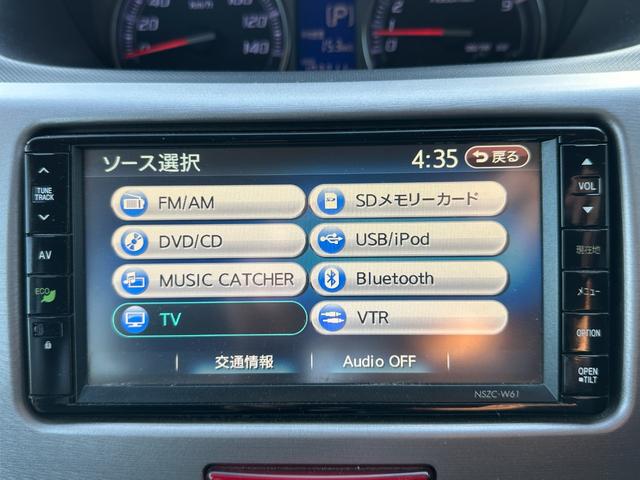 20
140
P
ソース選択
4:35
戻る
FM/AM
SDメモリーカード
DVD/CD
USB/iPod
MUSIC CATCHER
Bluetooth
TV
VTR
交通情報
Audio OFF
TUNE
TRACK
AV
ECO
VOL
現在地
メニュー
OPTION
OPEN
TILT
NSZC-W61